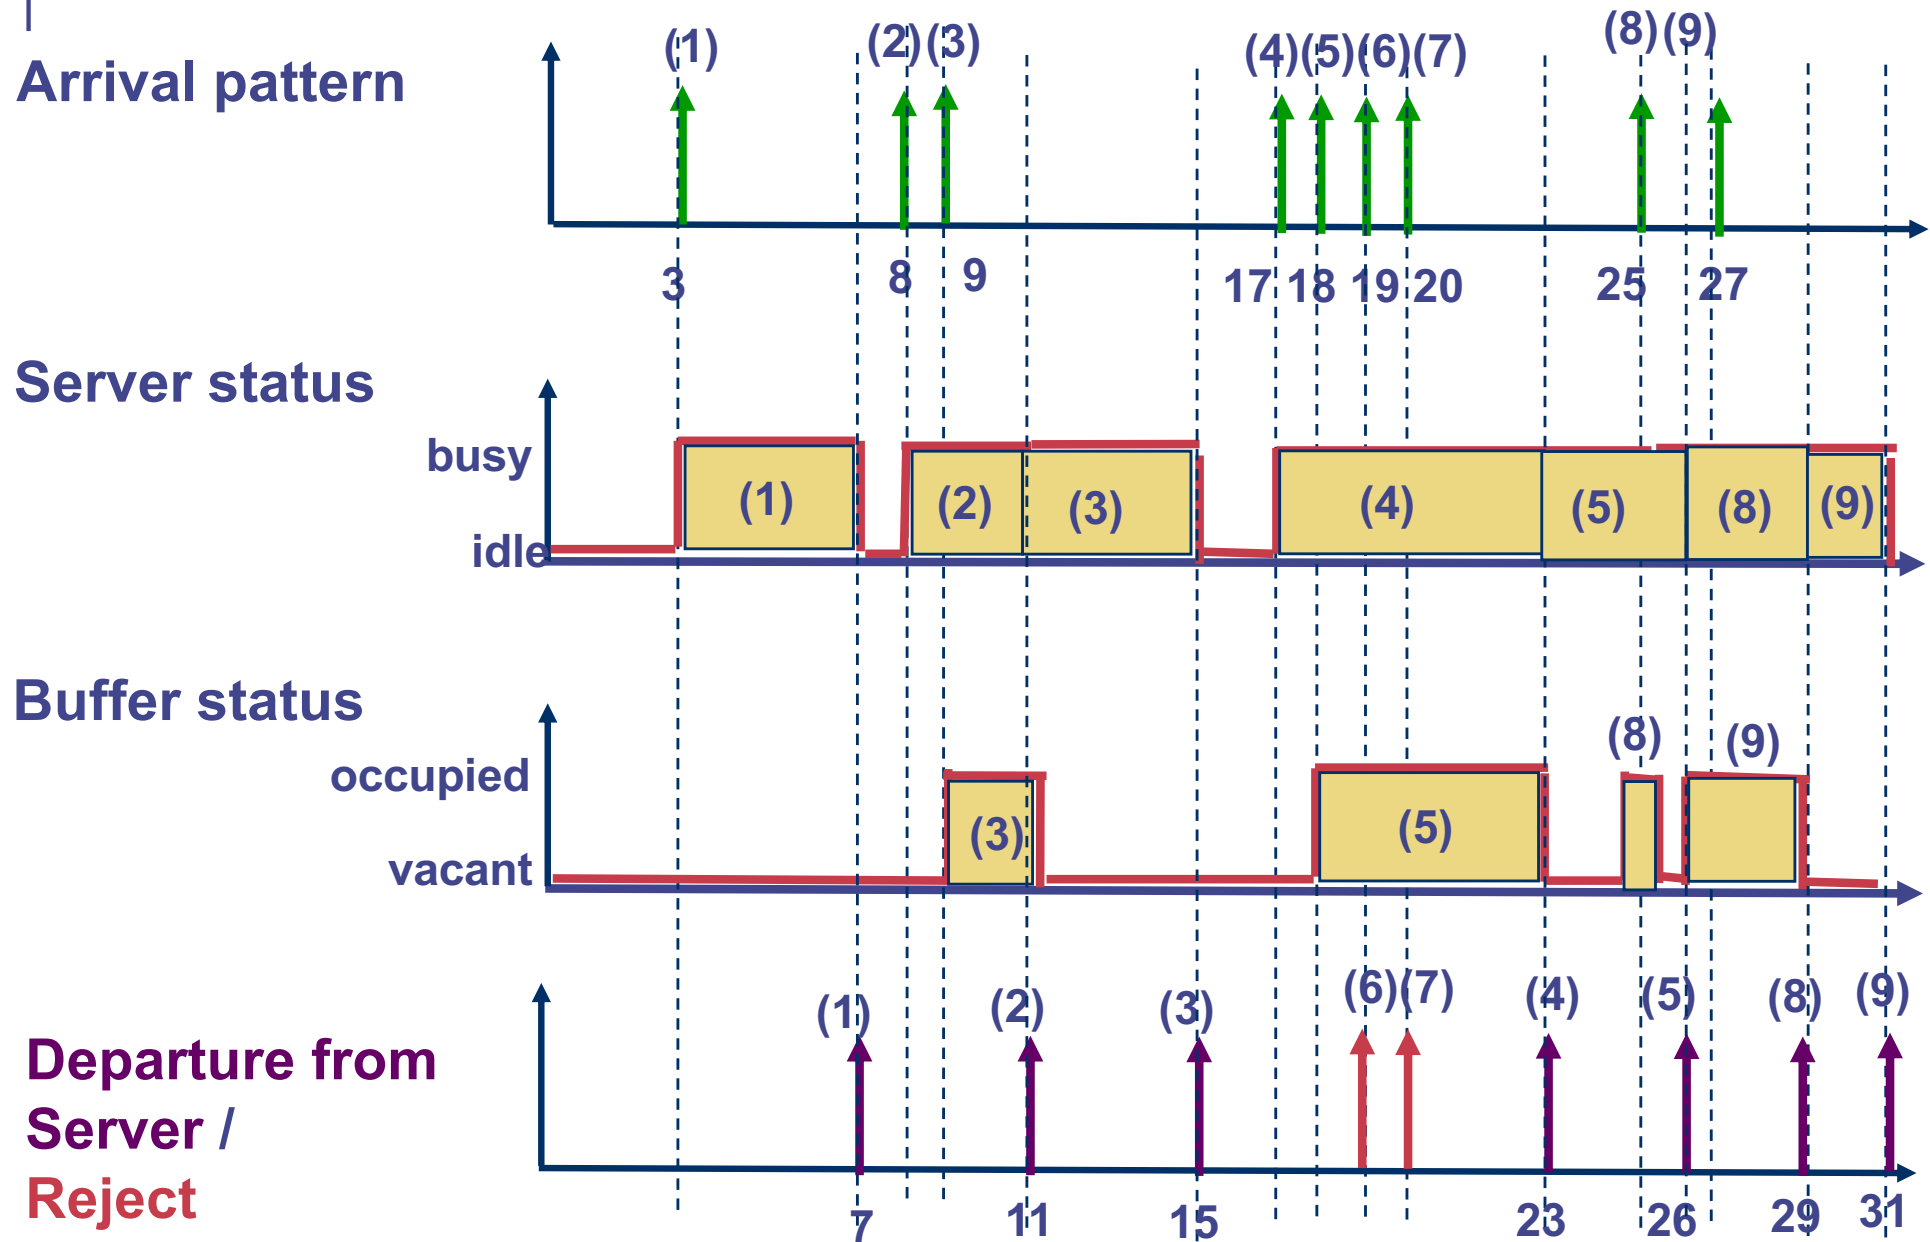 (1) (2) (3) (4) (5) (6) (7) (8) (9)
Arrival pattern
3 8 9 17 18 19 20 25 27
Server status
busy
(1) (2) (3) (4) (5) (8) (9)
idle
Buffer status
(8) (9)
occupied
(3) (5)
vacant
(1) (2) (3) (6) (7) (4) (5) (8) (9)
Departure from
Server /
Reject
7 11 15 23 26 29 31